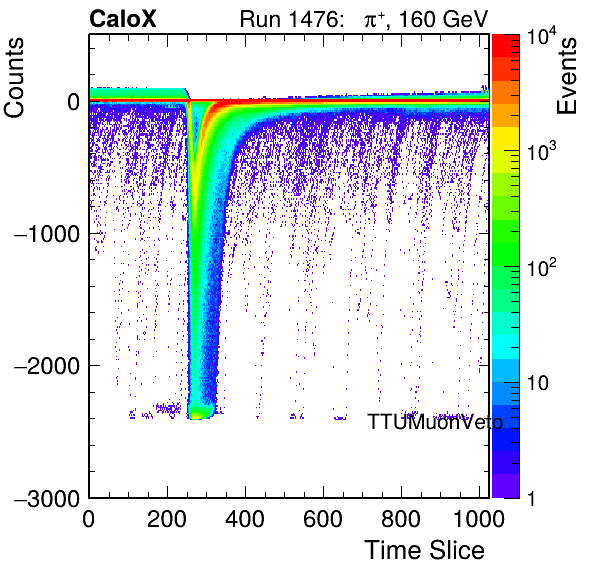 CaloX Run 1476: π⁺, 160 GeV
Counts
Events
0
−1000
−2000
−3000
0 200 400 600 800 1000
Time Slice
10⁴
10³
10²
10
1
TTUMuonVeto